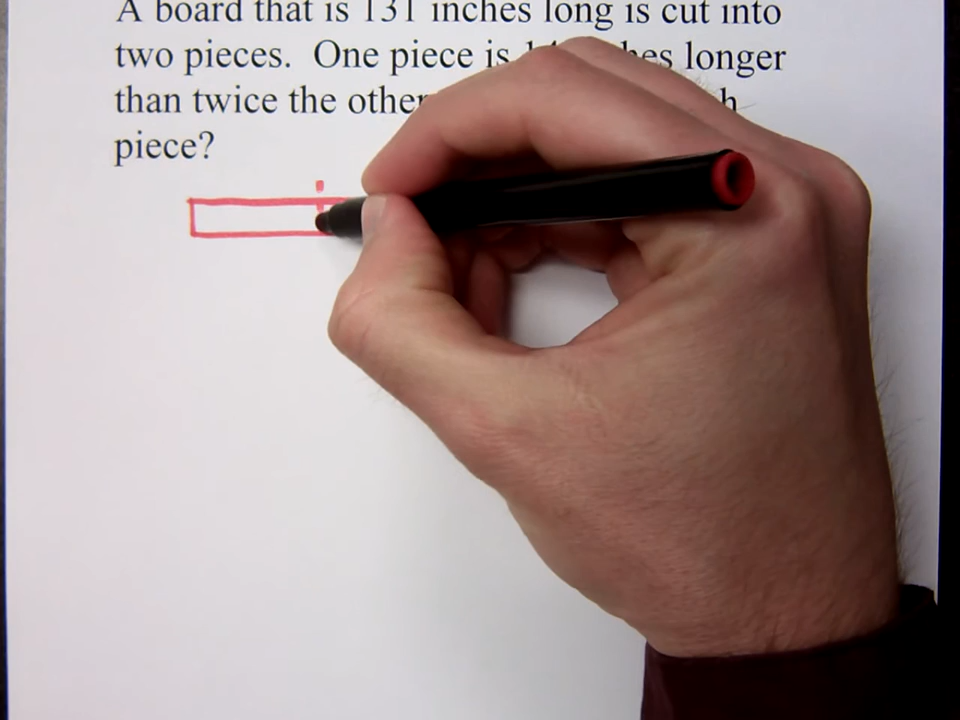 A board that is 131 inches long is cut into
two pieces. One piece is longer
than twice the other
piece?